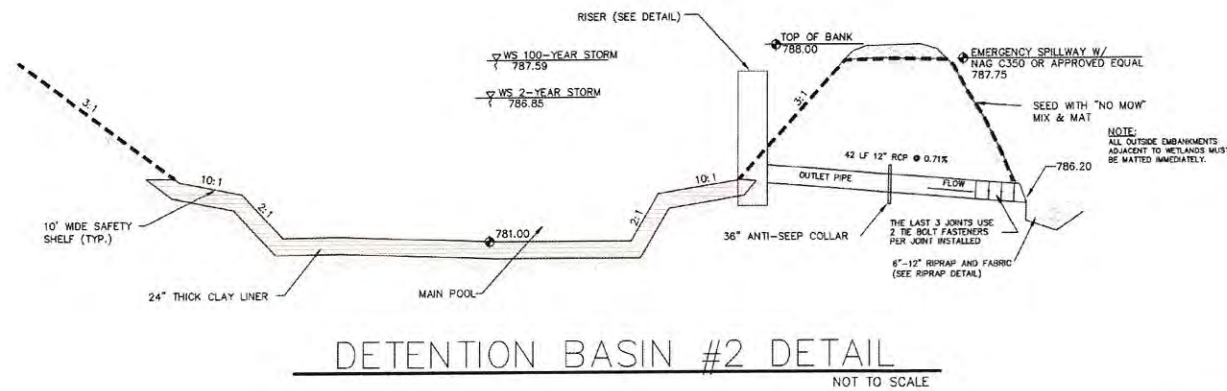 RISER (SEE DETAIL)
TOP OF BANK
788.00
WS 100-YEAR STORM
787.59
EMERGENCY SPILLWAY W/
NAG C350 OR APPROVED EQUAL
787.75
WS 2-YEAR STORM
786.85
3:1
3:1
SEED WITH "NO MOW"
MIX & MAT
NOTE:
ALL OUTSIDE EMBANKMENTS
ADJACENT TO WETLANDS MUST
BE MATTED IMMEDIATELY.
42 LF 12" RCP @ 0.71%
786.20
10:1
10:1
OUTLET PIPE
FLOW
2:1
2:1
10' WIDE SAFETY
SHELF (TYP.)
THE LAST 3 JOINTS USE
2 TIE BOLT FASTENERS
PER JOINT INSTALLED
36" ANTI-SEEP COLLAR
781.00
6"-12" RIPRAP AND FABRIC
(SEE RIPRAP DETAIL)
24" THICK CLAY LINER
MAIN POOL
DETENTION BASIN #2 DETAIL
NOT TO SCALE